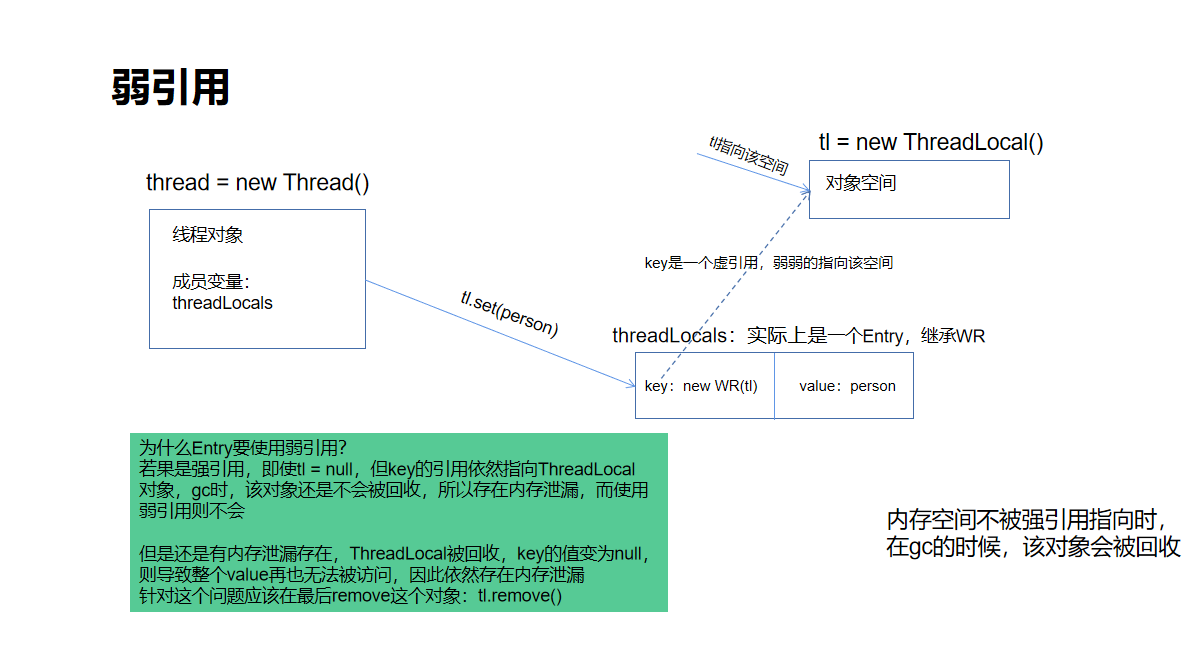 弱引用
tl = new ThreadLocal()
tl指向该空间
对象空间
thread = new Thread()
线程对象
成员变量：
threadLocals
key是一个虚引用，弱弱的指向该空间
tl.set(person)
threadLocals：实际上是一个Entry，继承WR
key：new WR(tl)
value：person
为什么Entry要使用弱引用？
若果是强引用，即使tl = null，但key的引用依然指向ThreadLocal
对象，gc时，该对象还是不会被回收，所以存在内存泄漏，而使用
弱引用则不会
但是还是有内存泄漏存在，ThreadLocal被回收，key的值变为null，
则导致整个value再也无法被访问，因此依然存在内存泄漏
针对这个问题应该在最后remove这个对象：tl.remove()
内存空间不被强引用指向时，
在gc的时候，该对象会被回收